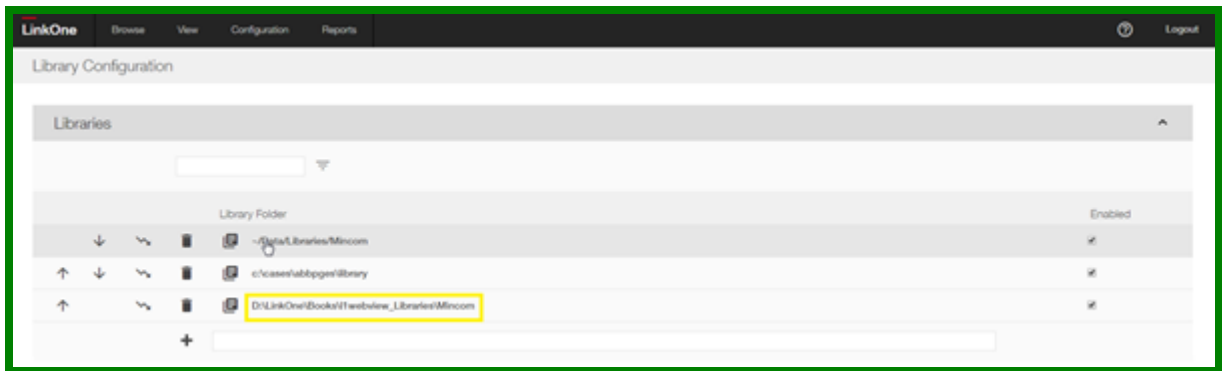 LinkOne Browse View Configuration Reports Logout
Library Configuration
Libraries
Library Folder Enabled
~/Data/Libraries/Mincom
c:\cases\abbpges\library
D:\LinkOne\Books\l1webview_Libraries\Mincom